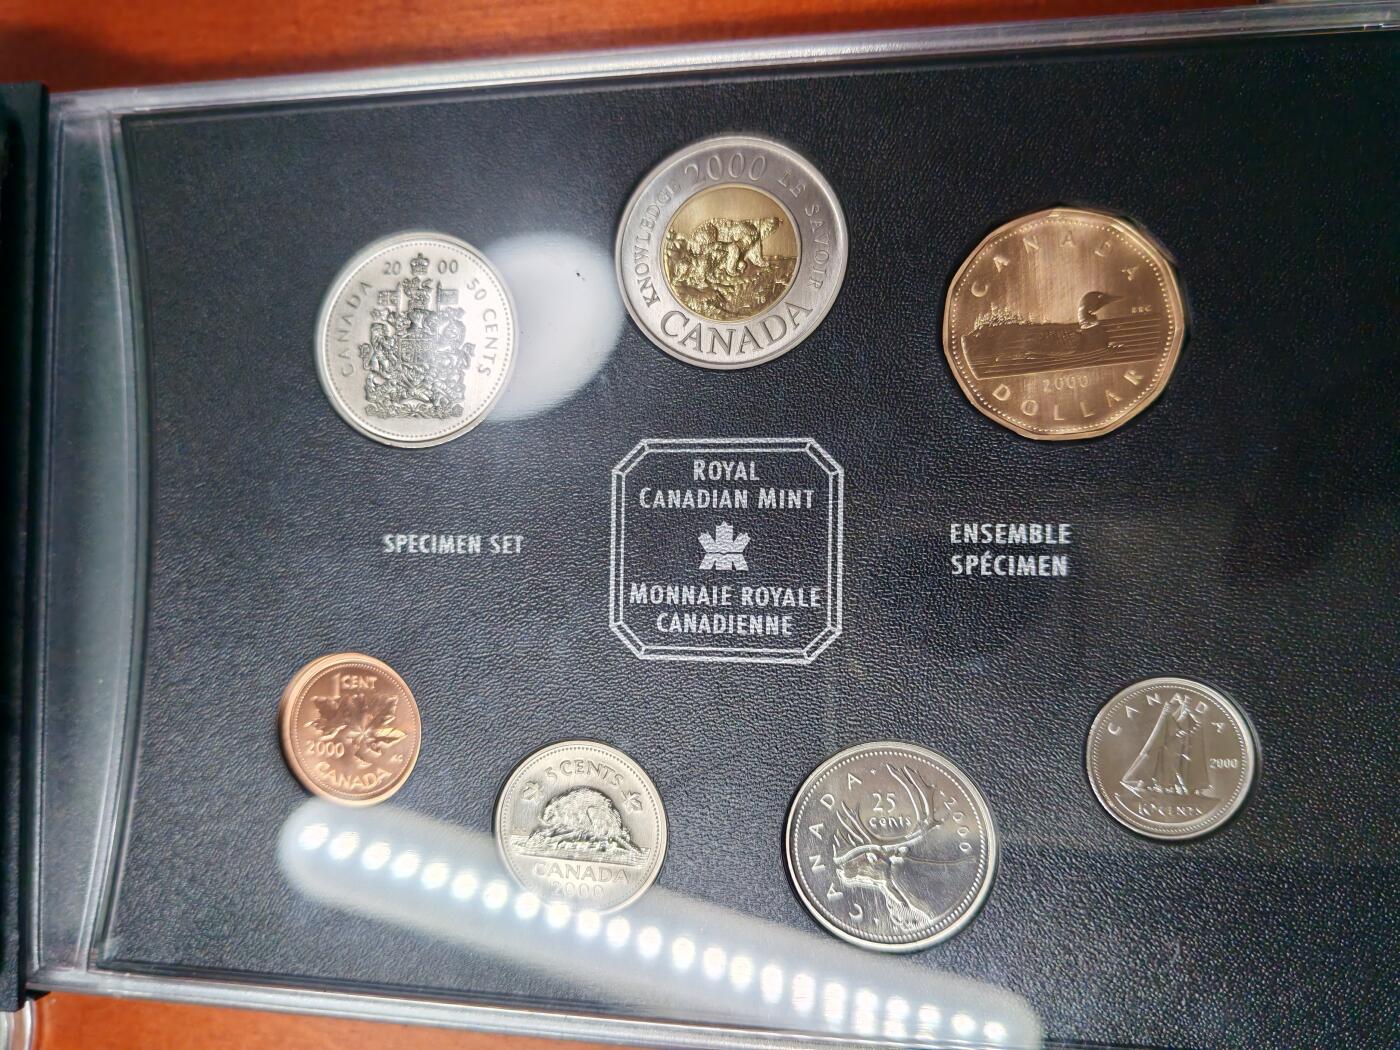 KNOWLEDGE 2000 LE SAVOIR
CANADA
CANADA 20 00 50 CENTS
CANADA
2000
DOLLAR
ROYAL
CANADIAN MINT
SPECIMEN SET
ENSEMBLE
SPÉCIMEN
MONNAIE ROYALE
CANADIENNE
1 CENT
2000
CANADA
5 CENTS
CANADA
2000
CANADA 2000
25
cents
CANADA
2000
10 CENTS